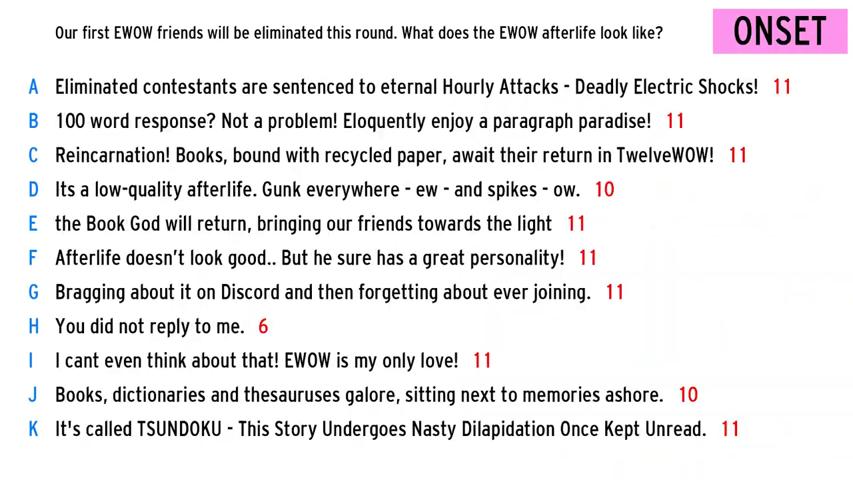 Our first EWOW friends will be eliminated this round. What does the EWOW afterlife look like?
ONSET
A Eliminated contestants are sentenced to eternal Hourly Attacks - Deadly Electric Shocks! 11
B 100 word response? Not a problem! Eloquently enjoy a paragraph paradise! 11
C Reincarnation! Books, bound with recycled paper, await their return in TwelveWOW! 11
D Its a low-quality afterlife. Gunk everywhere - ew - and spikes - ow. 10
E the Book God will return, bringing our friends towards the light 11
F Afterlife doesn't look good.. But he sure has a great personality! 11
G Bragging about it on Discord and then forgetting about ever joining. 11
H You did not reply to me. 6
I I cant even think about that! EWOW is my only love! 11
J Books, dictionaries and thesauruses galore, sitting next to memories ashore. 10
K It's called TSUNDOKU - This Story Undergoes Nasty Dilapidation Once Kept Unread. 11